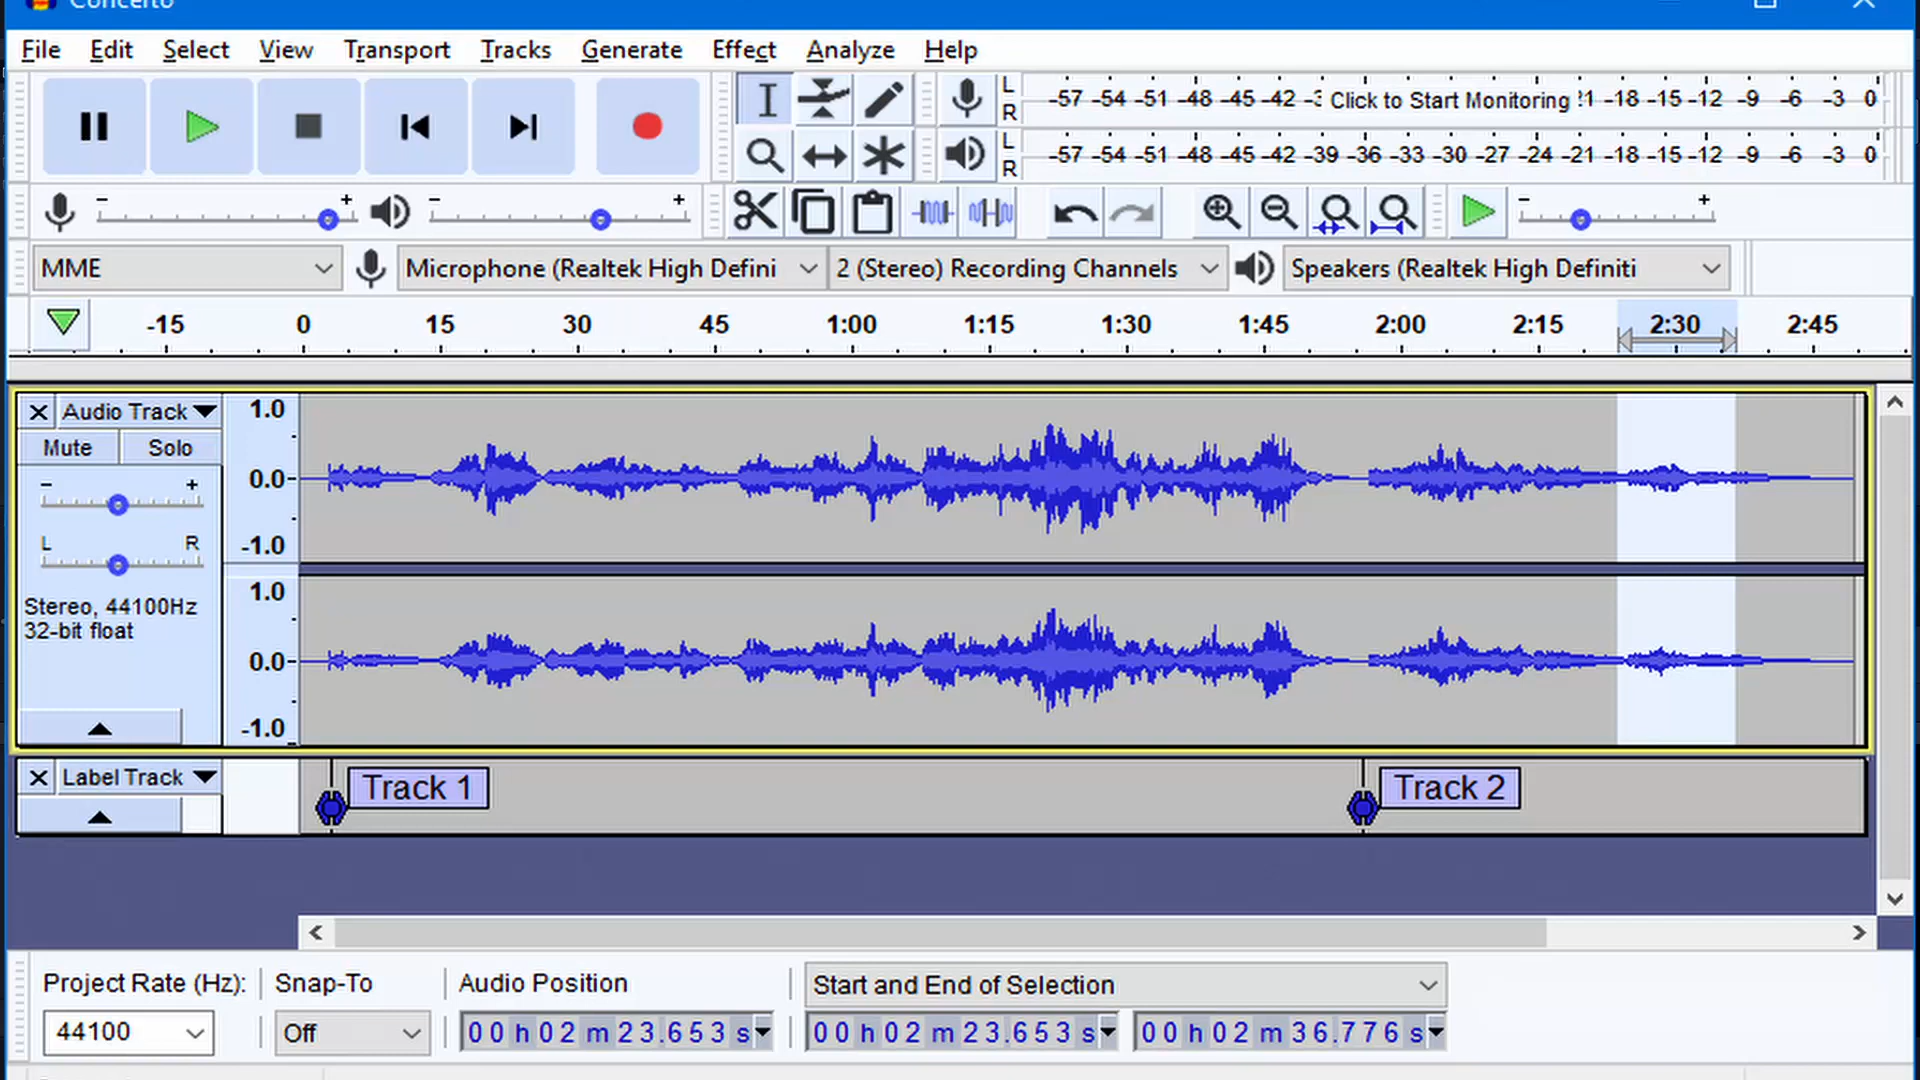 Concerto
File Edit Select View Transport Tracks Generate Effect Analyze Help
L
R
-57 -54 -51 -48 -45 -42 -3 Click to Start Monitoring !1 -18 -15 -12 -9 -6 -3 0
L
R
-57 -54 -51 -48 -45 -42 -39 -36 -33 -30 -27 -24 -21 -18 -15 -12 -9 -6 -3 0
- + - + - +
MME Microphone (Realtek High Defini 2 (Stereo) Recording Channels Speakers (Realtek High Definiti
-15 0 15 30 45 1:00 1:15 1:30 1:45 2:00 2:15 2:30 2:45
Audio Track
Mute Solo
- +
L R
Stereo, 44100Hz
32-bit float
1.0
0.0
-1.0
1.0
0.0
-1.0
Label Track
Track 1 Track 2
Project Rate (Hz): Snap-To Audio Position Start and End of Selection
44100 Off 00 h 02 m 23.653 s 00 h 02 m 23.653 s 00 h 02 m 36.776 s